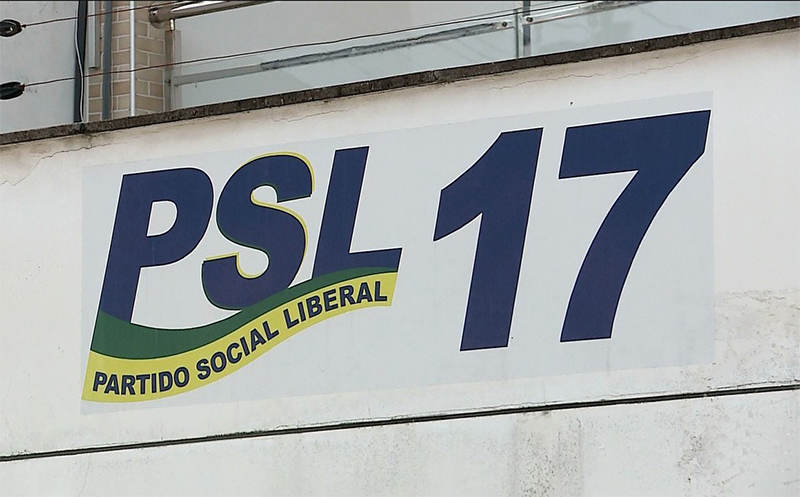 PSL 17
PARTIDO SOCIAL LIBERAL